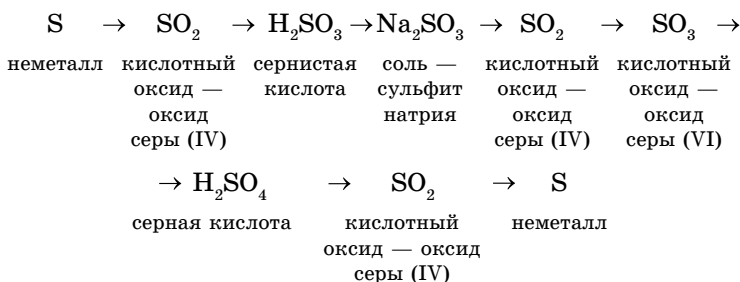 S → SO₂ → H₂SO₃ → Na₂SO₃ → SO₂ → SO₃ →
неметалл кислотный сернистая соль — кислотный кислотный
оксид — кислота сульфит оксид — оксид —
оксид натрия оксид оксид
серы (IV) серы (IV) серы (VI)
→ H₂SO₄ → SO₂ → S
серная кислота кислотный неметалл
оксид — оксид
серы (IV)